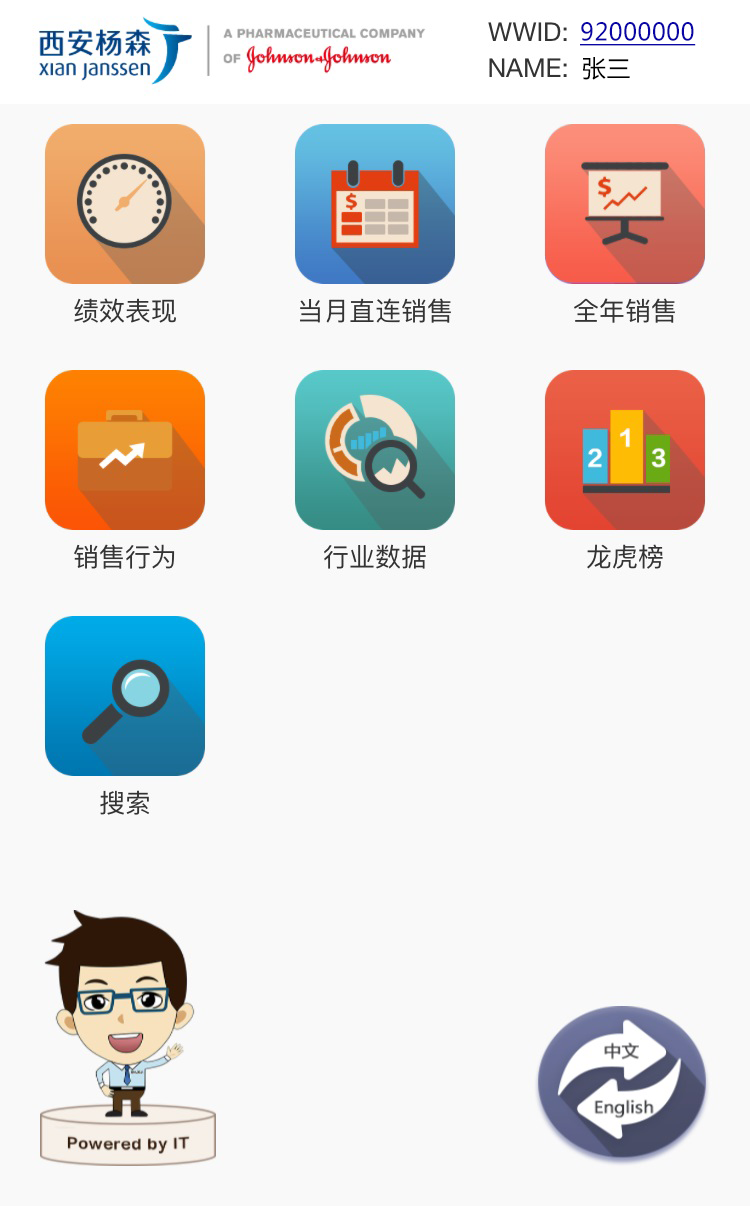 西安杨森
xian janssen
A PHARMACEUTICAL COMPANY
OF Johnson & Johnson
WWID: 92000000
NAME: 张三
$
$
绩效表现
当月直连销售
全年销售
2 1 3
销售行为
行业数据
龙虎榜
搜索
中文
English
Powered by IT